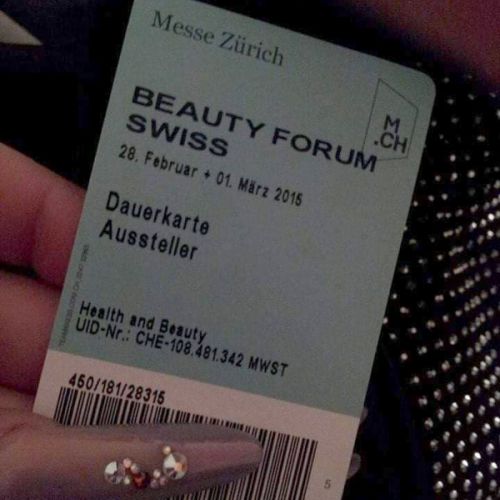 Messe Zürich
M
.CH
BEAUTY FORUM
SWISS
28. Februar + 01. März 2015
Dauerkarte
Aussteller
Health and Beauty
UID-Nr.: CHE-108.481.342 MWST
450/181/28315
5